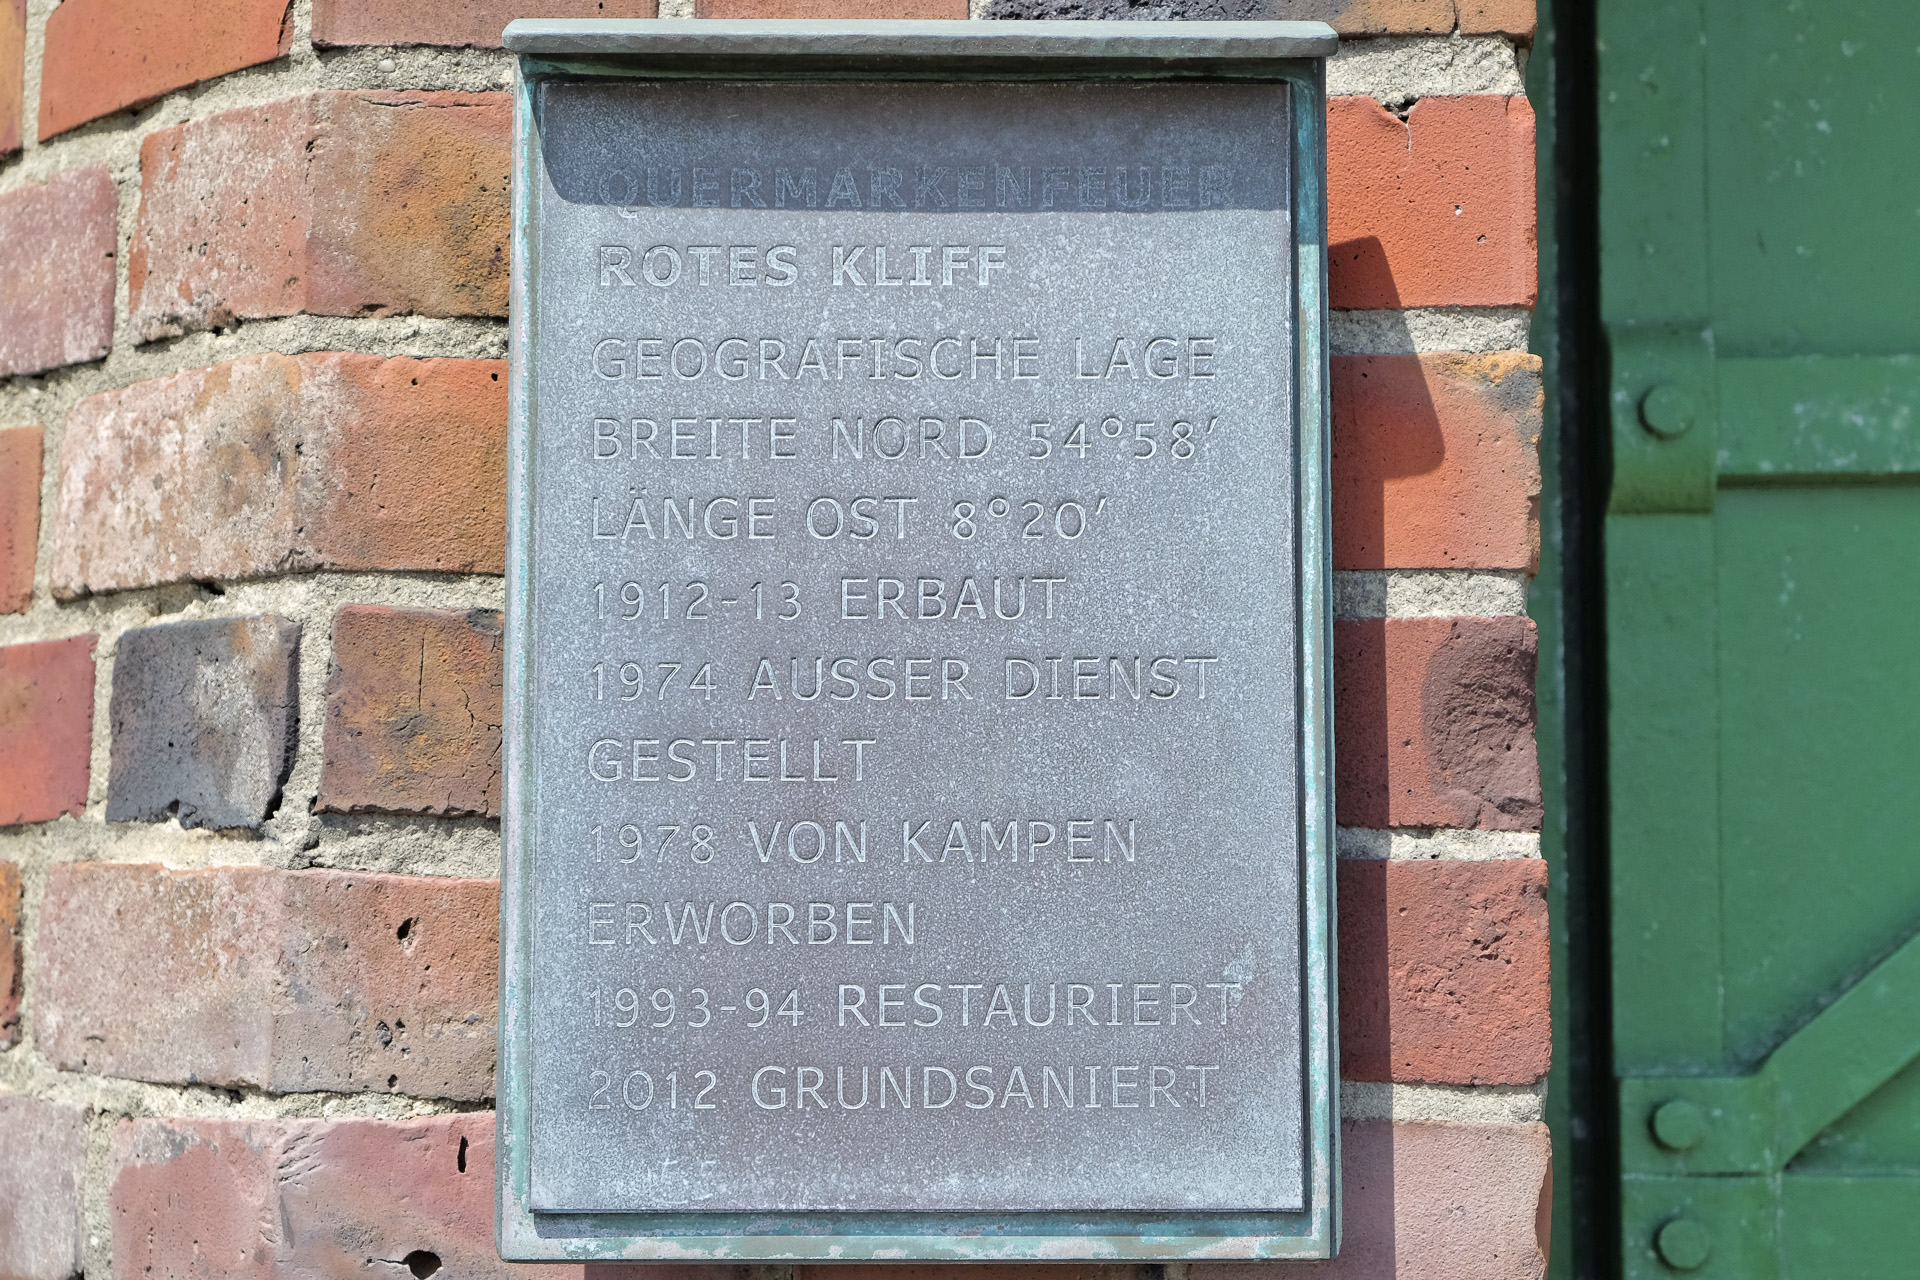 QUERMARKENFEUER
ROTES KLIFF
GEOGRAFISCHE LAGE
BREITE NORD 54°58'
LÄNGE OST 8°20'
1912-13 ERBAUT
1974 AUSSER DIENST
GESTELLT
1978 VON KAMPEN
ERWORBEN
1993-94 RESTAURIERT
2012 GRUNDSANIERT